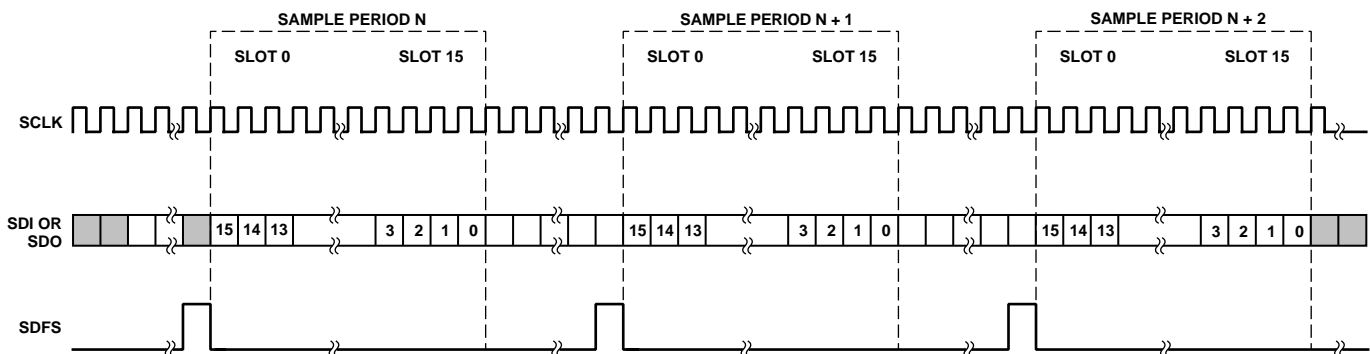 SAMPLE PERIOD N SAMPLE PERIOD N + 1 SAMPLE PERIOD N + 2
SLOT 0 SLOT 15 SLOT 0 SLOT 15 SLOT 0 SLOT 15
SCLK
SDI OR
SDO
15 14 13 3 2 1 0 15 14 13 3 2 1 0 15 14 13 3 2 1 0
SDFS